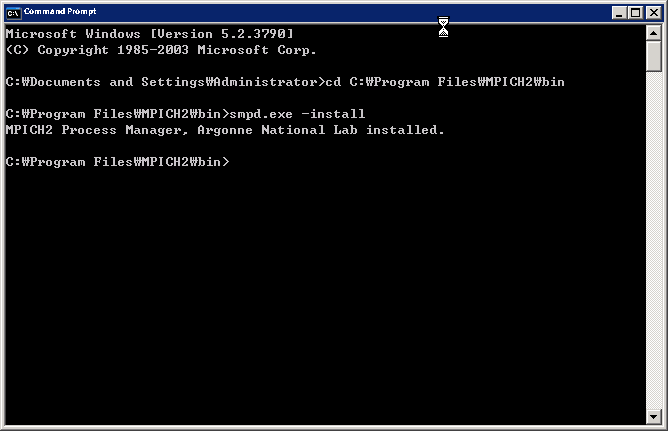 Command Prompt
Microsoft Windows [Version 5.2.3790]
(C) Copyright 1985-2003 Microsoft Corp.
C:₩Documents and Settings₩Administrator>cd C:₩Program Files₩MPICH2₩bin
C:₩Program Files₩MPICH2₩bin>smpd.exe -install
MPICH2 Process Manager, Argonne National Lab installed.
C:₩Program Files₩MPICH2₩bin>